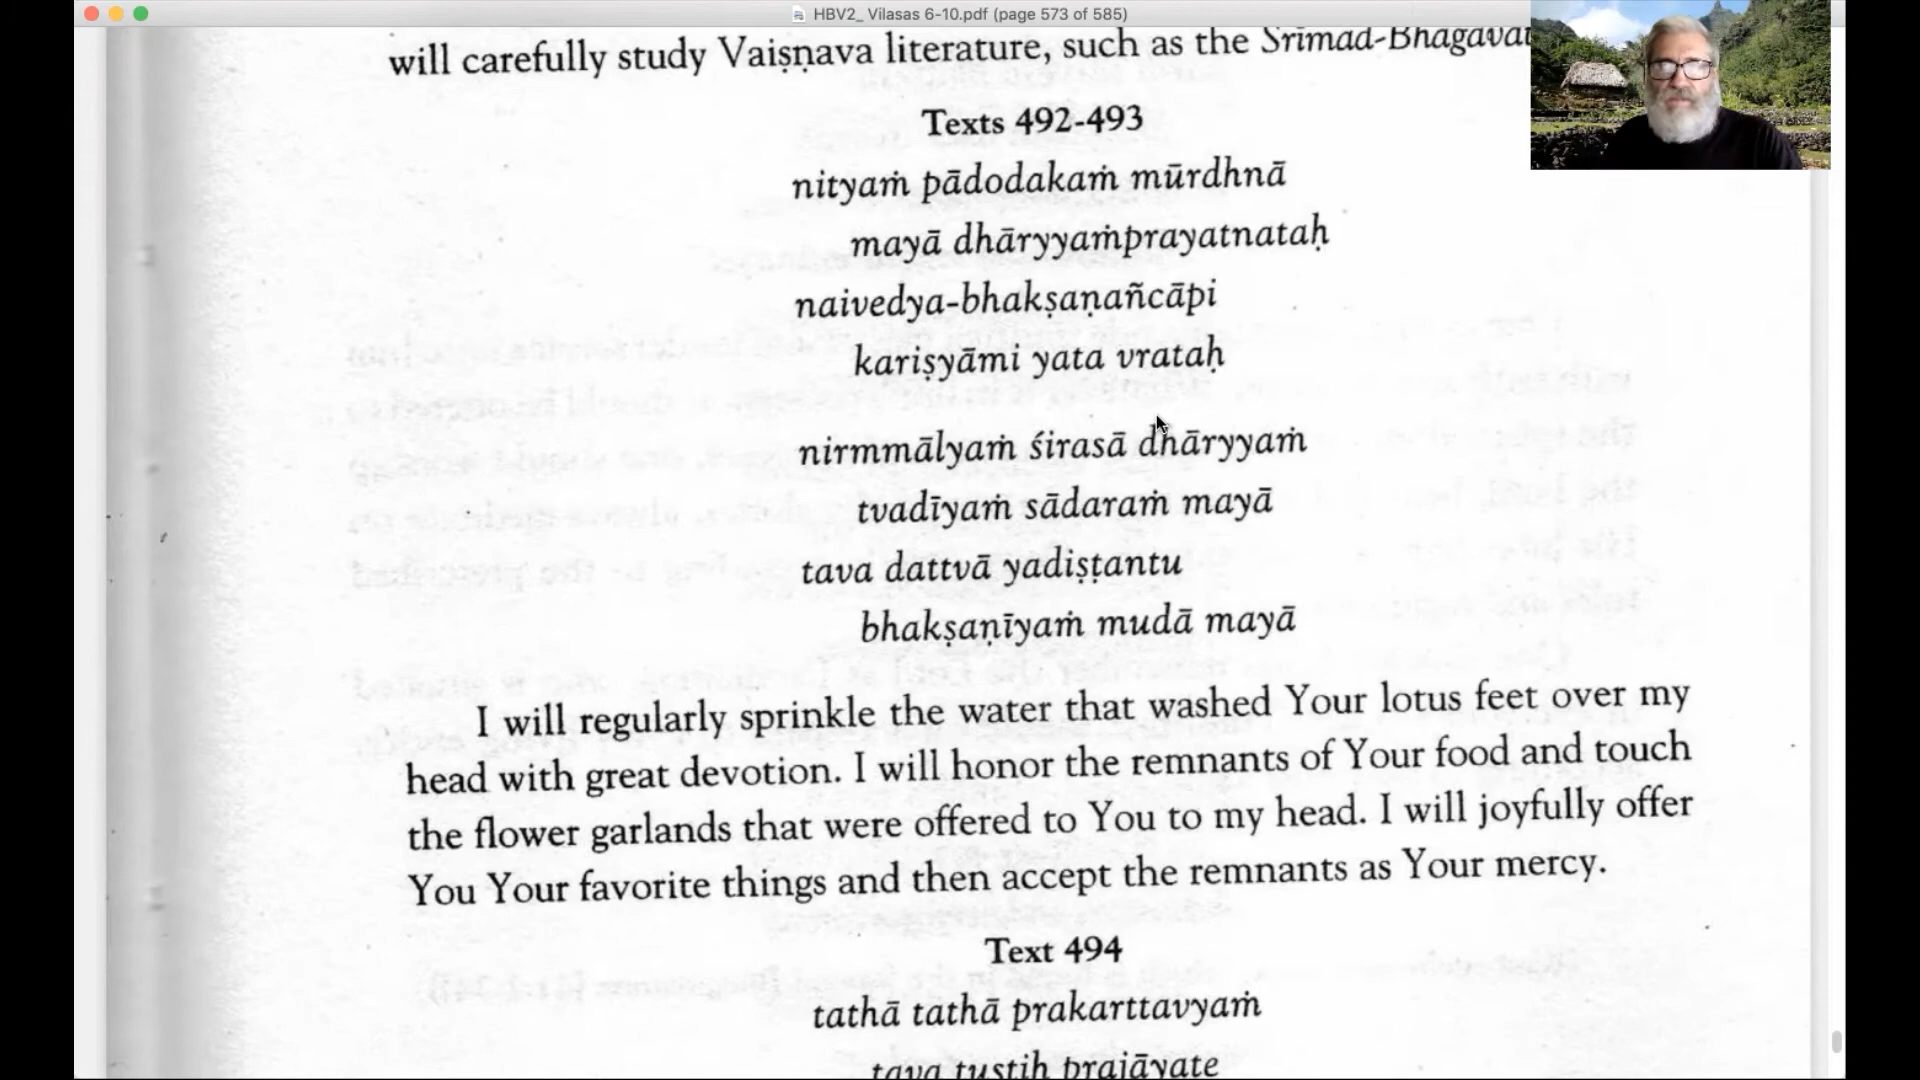 HBV2_ Vilasas 6-10.pdf (page 573 of 585)
will carefully study Vaiṣṇava literature, such as the
Texts 492-493
nityaṁ pādodakaṁ mūrdhnā
mayā dhāryyaṁprayatnataḥ
naivedya-bhakṣaṇañcāpi
kariṣyāmi yata vrataḥ
nirmmālyaṁ śirasā dhāryyaṁ
tvadīyaṁ sādaraṁ mayā
tava dattvā yadiṣṭantu
bhakṣaṇīyaṁ mudā mayā
I will regularly sprinkle the water that washed Your lotus feet over my
head with great devotion. I will honor the remnants of Your food and touch
the flower garlands that were offered to You to my head. I will joyfully offer
You Your favorite things and then accept the remnants as Your mercy.
Text 494
tathā tathā prakarttavyaṁ
tava tuṣṭiḥ prajāyate